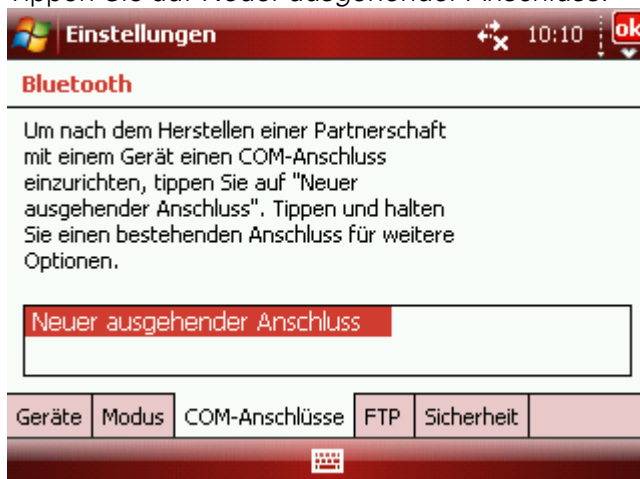 Tippen Sie auf Neuer ausgehender Anschluss.
Einstellungen 10:10 ok
Bluetooth
Um nach dem Herstellen einer Partnerschaft
mit einem Gerät einen COM-Anschluss
einzurichten, tippen Sie auf "Neuer
ausgehender Anschluss". Tippen und halten
Sie einen bestehenden Anschluss für weitere
Optionen.
Neuer ausgehender Anschluss
Geräte Modus COM-Anschlüsse FTP Sicherheit